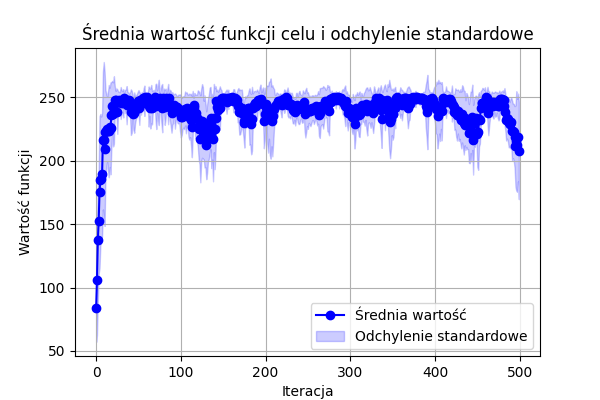 Średnia wartość funkcji celu i odchylenie standardowe
Wartość funkcji
250
200
150
100
50
0
100
200
300
400
500
Iteracja
Średnia wartość
Odchylenie standardowe